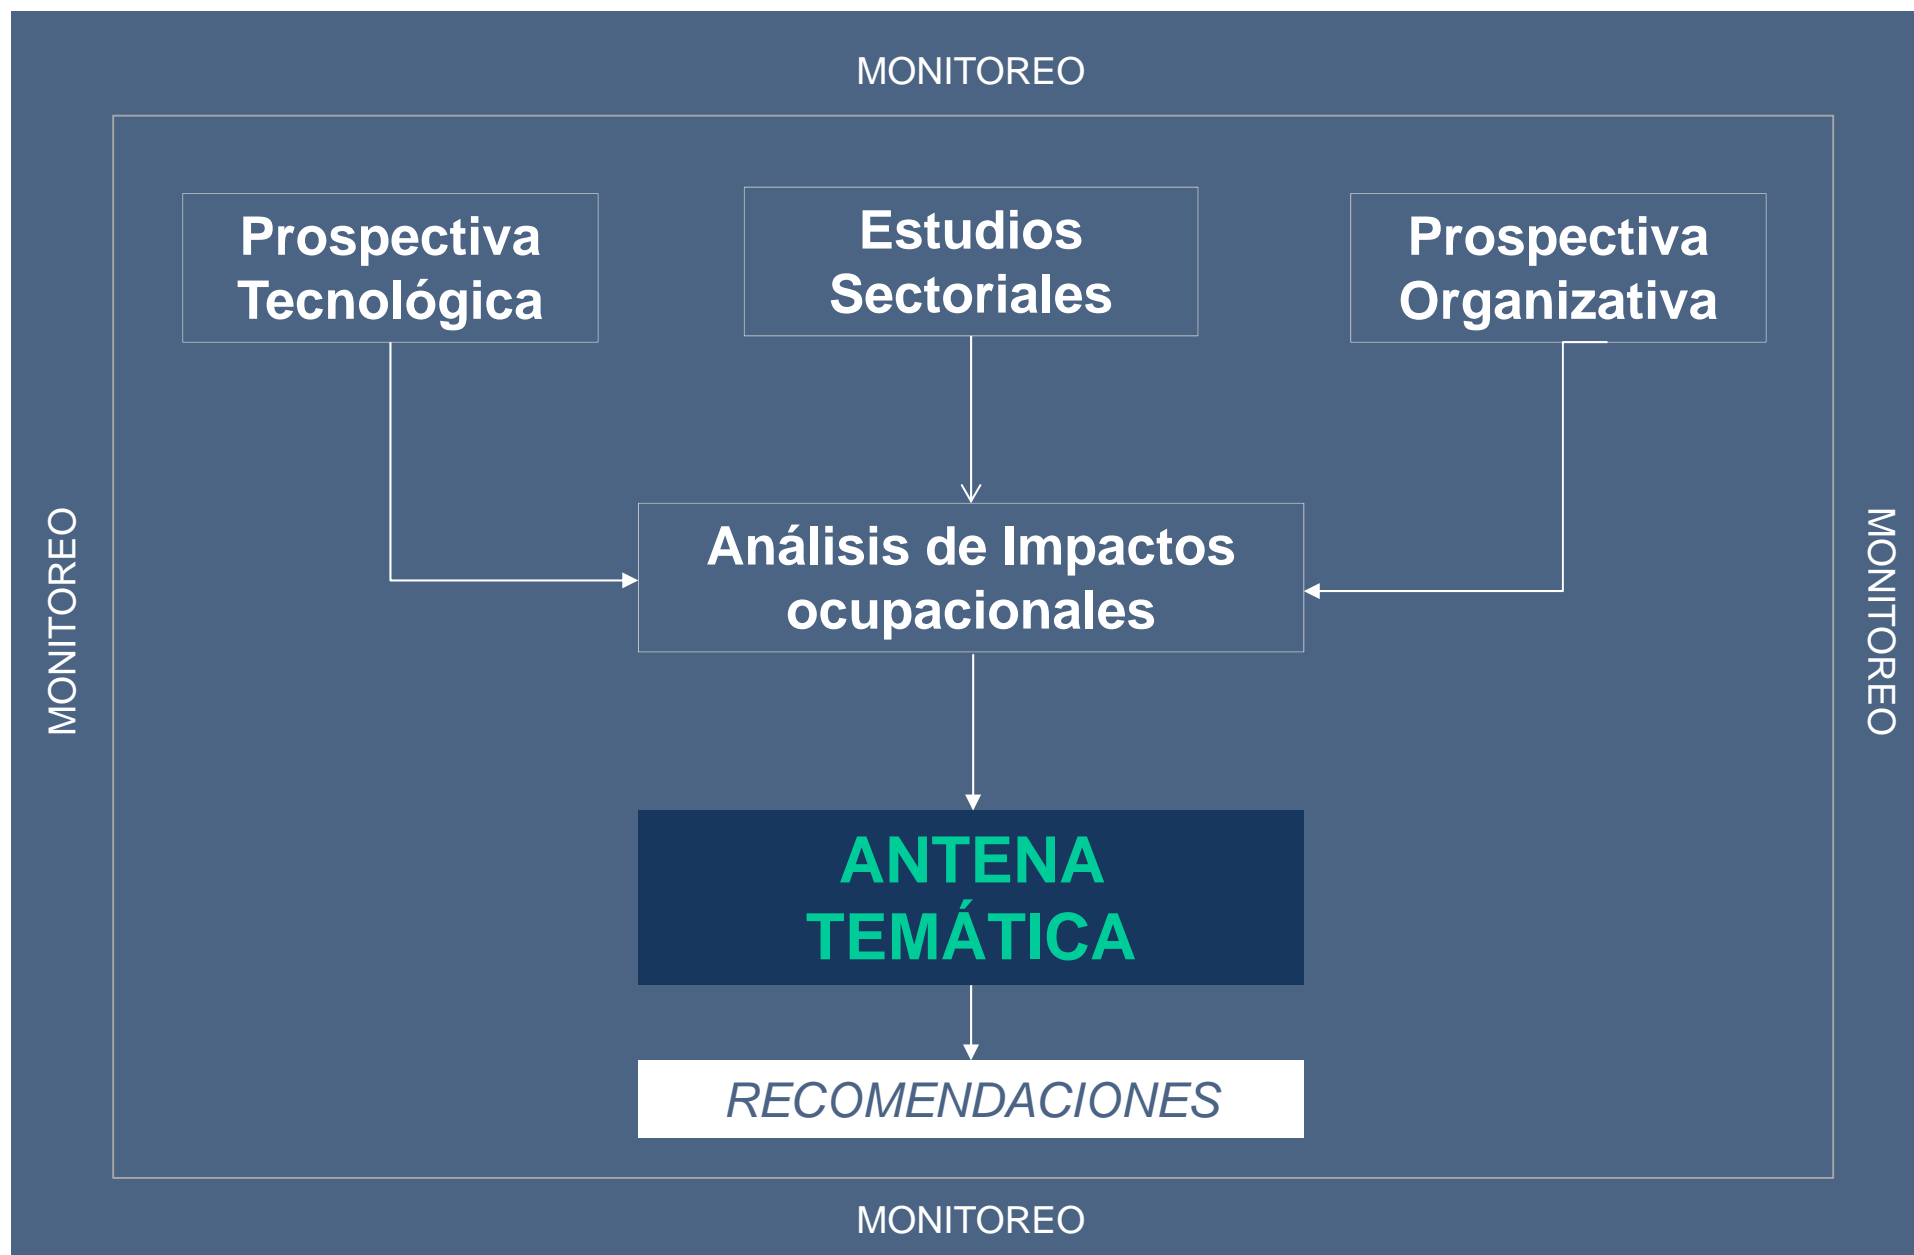 MONITOREO
Prospectiva
Tecnológica
Estudios
Sectoriales
Prospectiva
Organizativa
MONITOREO
Análisis de Impactos
ocupacionales
MONITOREO
ANTENA
TEMÁTICA
RECOMENDACIONES
MONITOREO